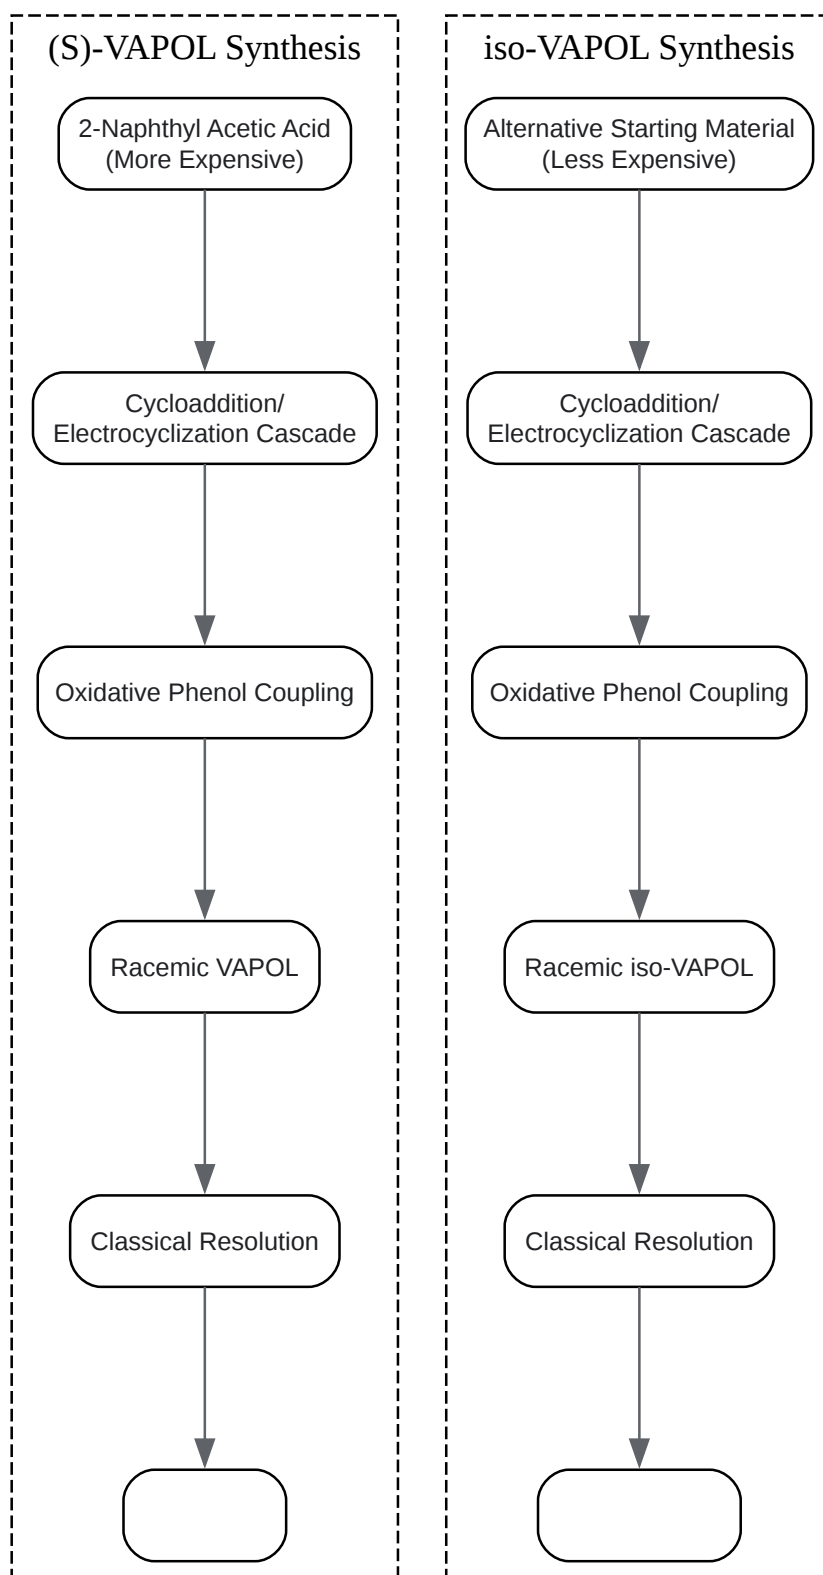 (S)-VAPOL Synthesis
2-Naphthyl Acetic Acid
(More Expensive)
Cycloaddition/
Electrocyclization Cascade
Oxidative Phenol Coupling
Racemic VAPOL
Classical Resolution
iso-VAPOL Synthesis
Alternative Starting Material
(Less Expensive)
Cycloaddition/
Electrocyclization Cascade
Oxidative Phenol Coupling
Racemic iso-VAPOL
Classical Resolution